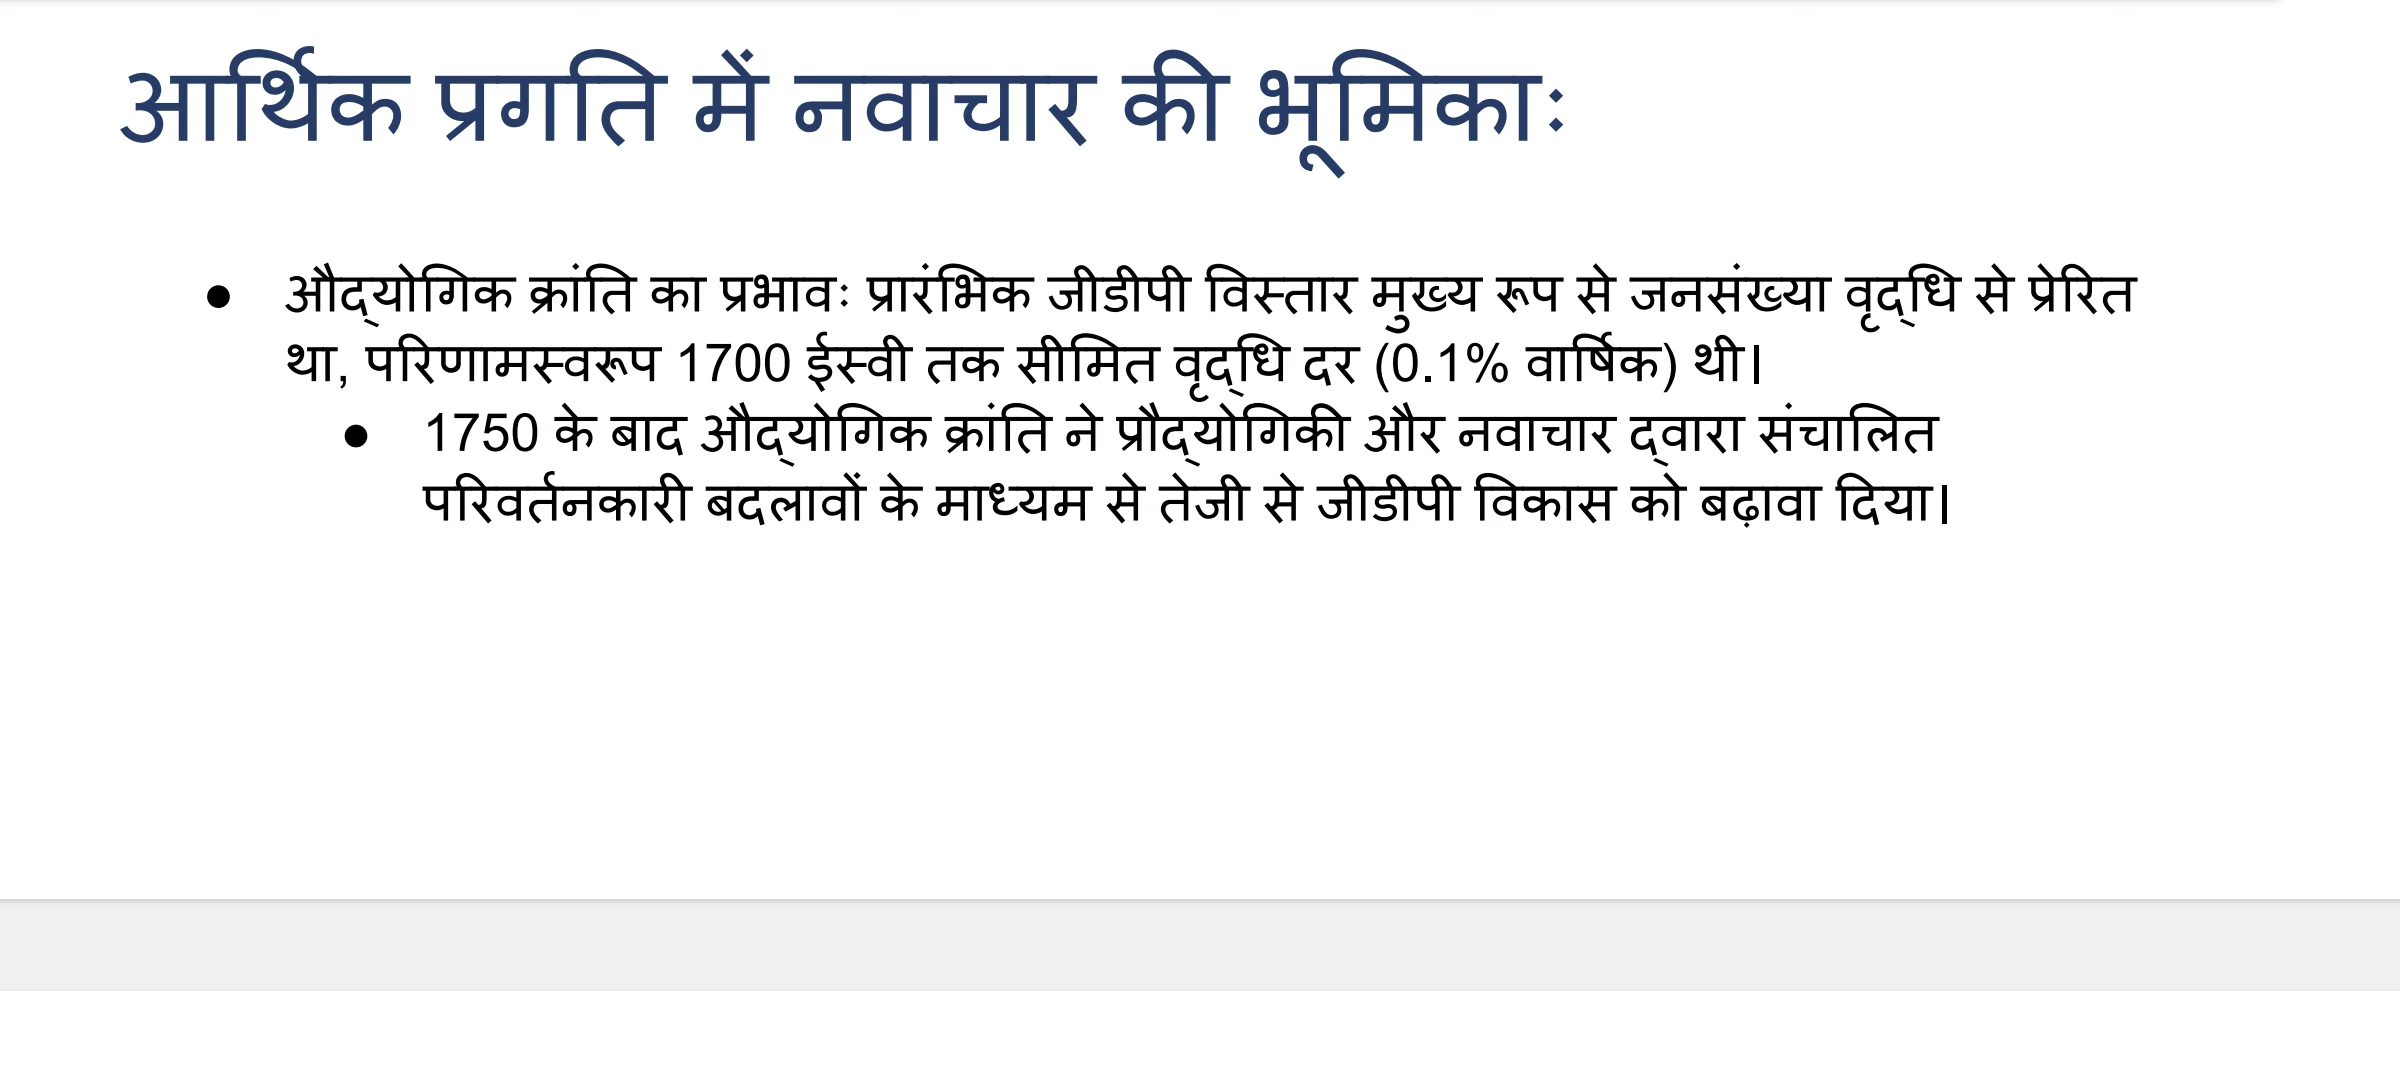 आर्थिक प्रगति में नवाचार की भूमिकाः
● औद्योगिक क्रांति का प्रभावः प्रारंभिक जीडीपी विस्तार मुख्य रूप से जनसंख्या वृद्धि से प्रेरित
था, परिणामस्वरूप 1700 ईस्वी तक सीमित वृद्धि दर (0.1% वार्षिक) थी।
● 1750 के बाद औद्योगिक क्रांति ने प्रौद्योगिकी और नवाचार द्वारा संचालित
परिवर्तनकारी बदलावों के माध्यम से तेजी से जीडीपी विकास को बढ़ावा दिया।